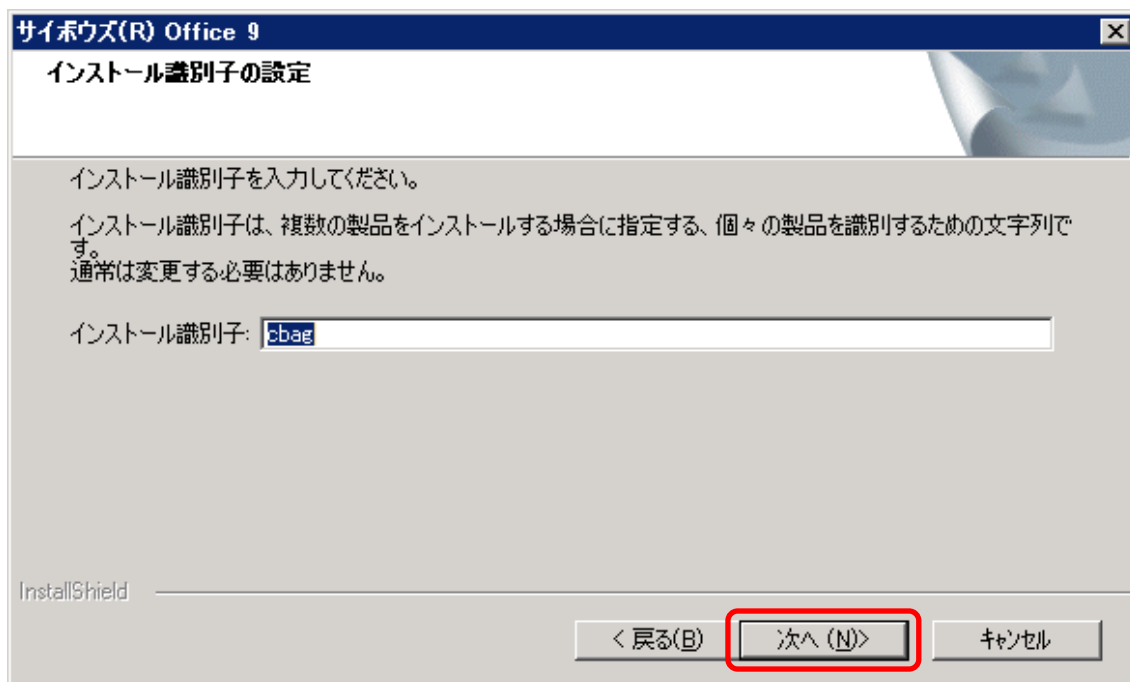 サイボウズ(R) Office 9
インストール識別子の設定
インストール識別子を入力してください。
インストール識別子は、複数の製品をインストールする場合に指定する、個々の製品を識別するための文字列で
す。
通常は変更する必要はありません。
インストール識別子: cbag
InstallShield
< 戻る(B) 次へ (N)> キャンセル